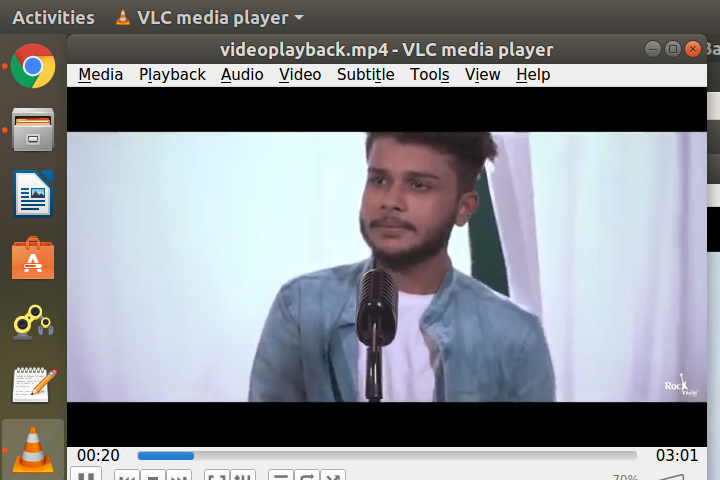 Activities VLC media player
videoplayback.mp4 - VLC media player
Media Playback Audio Video Subtitle Tools View Help
Rock
00:20 03:01
70%